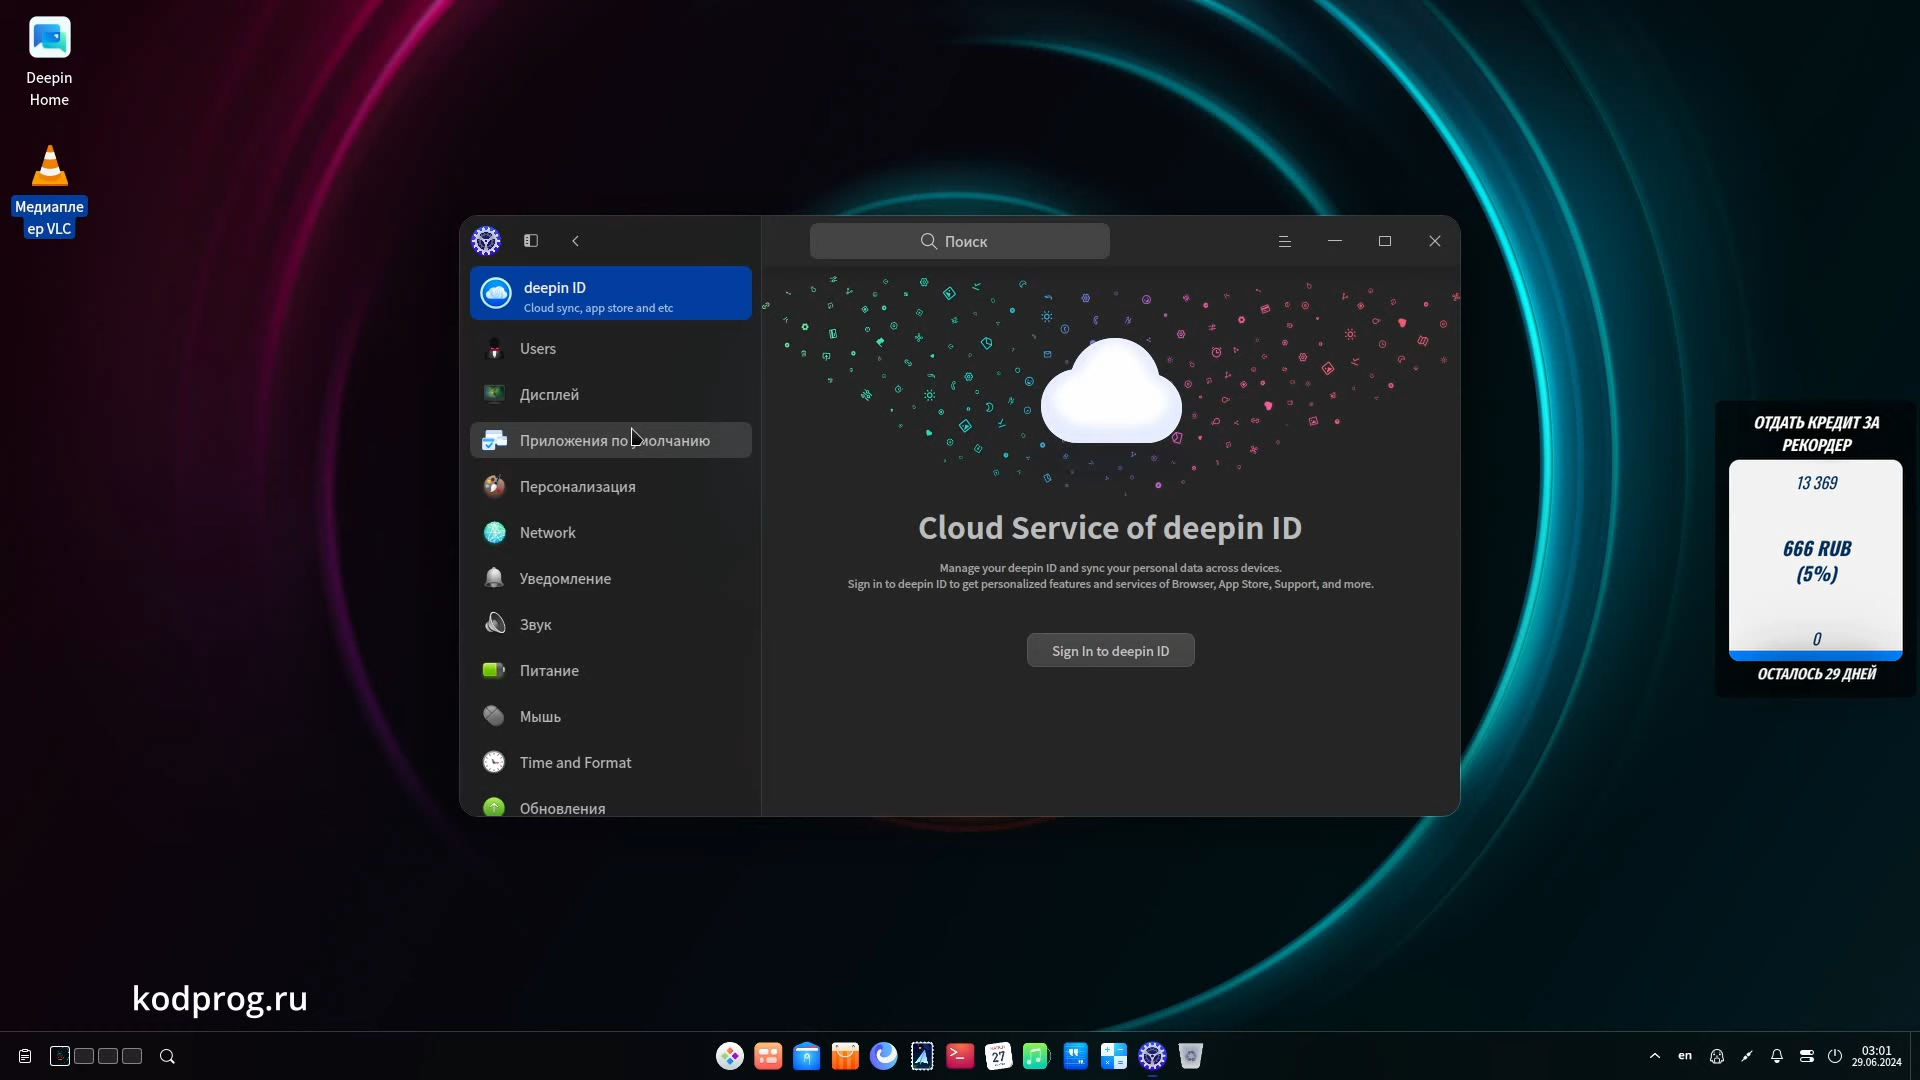 Deepin
Home
Медиапле
ер VLC
Поиск
deepin ID
Cloud sync, app store and etc
Users
Дисплей
Приложения по умолчанию
Персонализация
Network
Уведомление
Звук
Питание
Мышь
Time and Format
Обновления
Cloud Service of deepin ID
Manage your deepin ID and sync your personal data across devices.
Sign in to deepin ID to get personalized features and services of Browser, App Store, Support, and more.
Sign In to deepin ID
ОТДАТЬ КРЕДИТ ЗА
РЕКОРДЕР
13 369
666 RUB
(5%)
0
ОСТАЛОСЬ 29 ДНЕЙ
kodprog.ru
27
en
03:01
29.06.2024